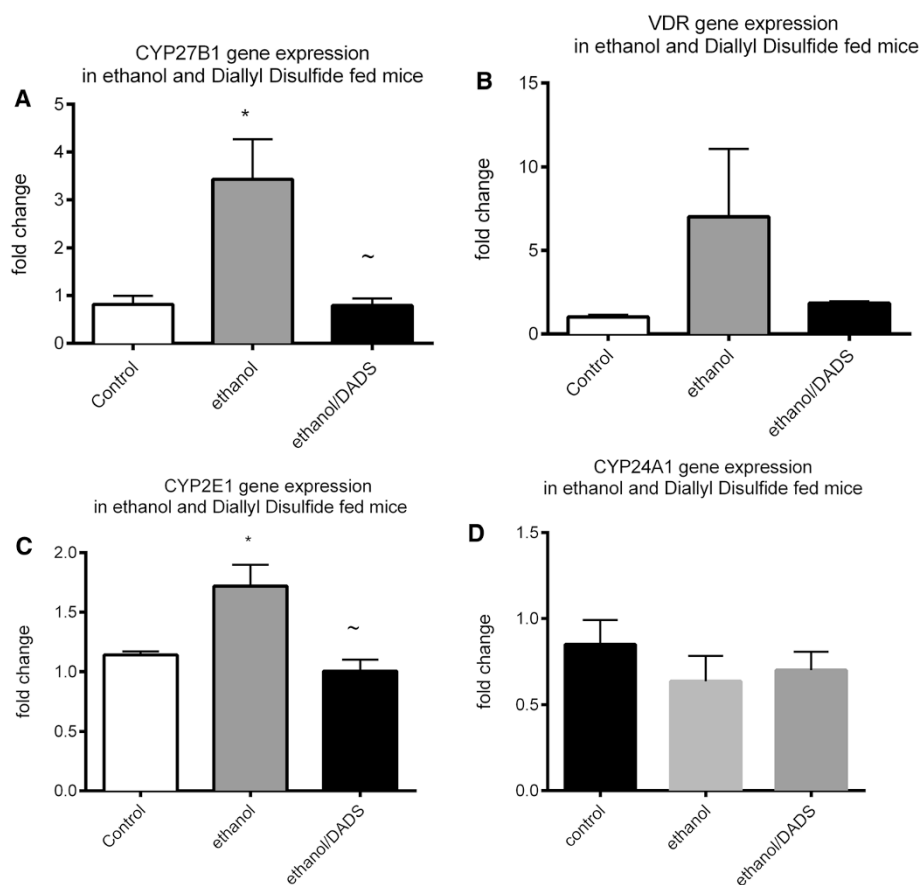 CYP27B1 gene expression
in ethanol and Diallyl Disulfide fed mice
A
5
4
3
2
1
0
fold change
*
~
Control
ethanol
ethanol/DADS
VDR gene expression
in ethanol and Diallyl Disulfide fed mice
B
15
10
5
0
fold change
Control
ethanol
ethanol/DADS
CYP2E1 gene expression
in ethanol and Diallyl Disulfide fed mice
C
2.0
1.5
1.0
0.5
0.0
fold change
*
~
Control
ethanol
ethanol/DADS
CYP24A1 gene expression
in ethanol and Diallyl Disulfide fed mice
D
1.5
1.0
0.5
0.0
fold change
control
ethanol
ethanol/DADS